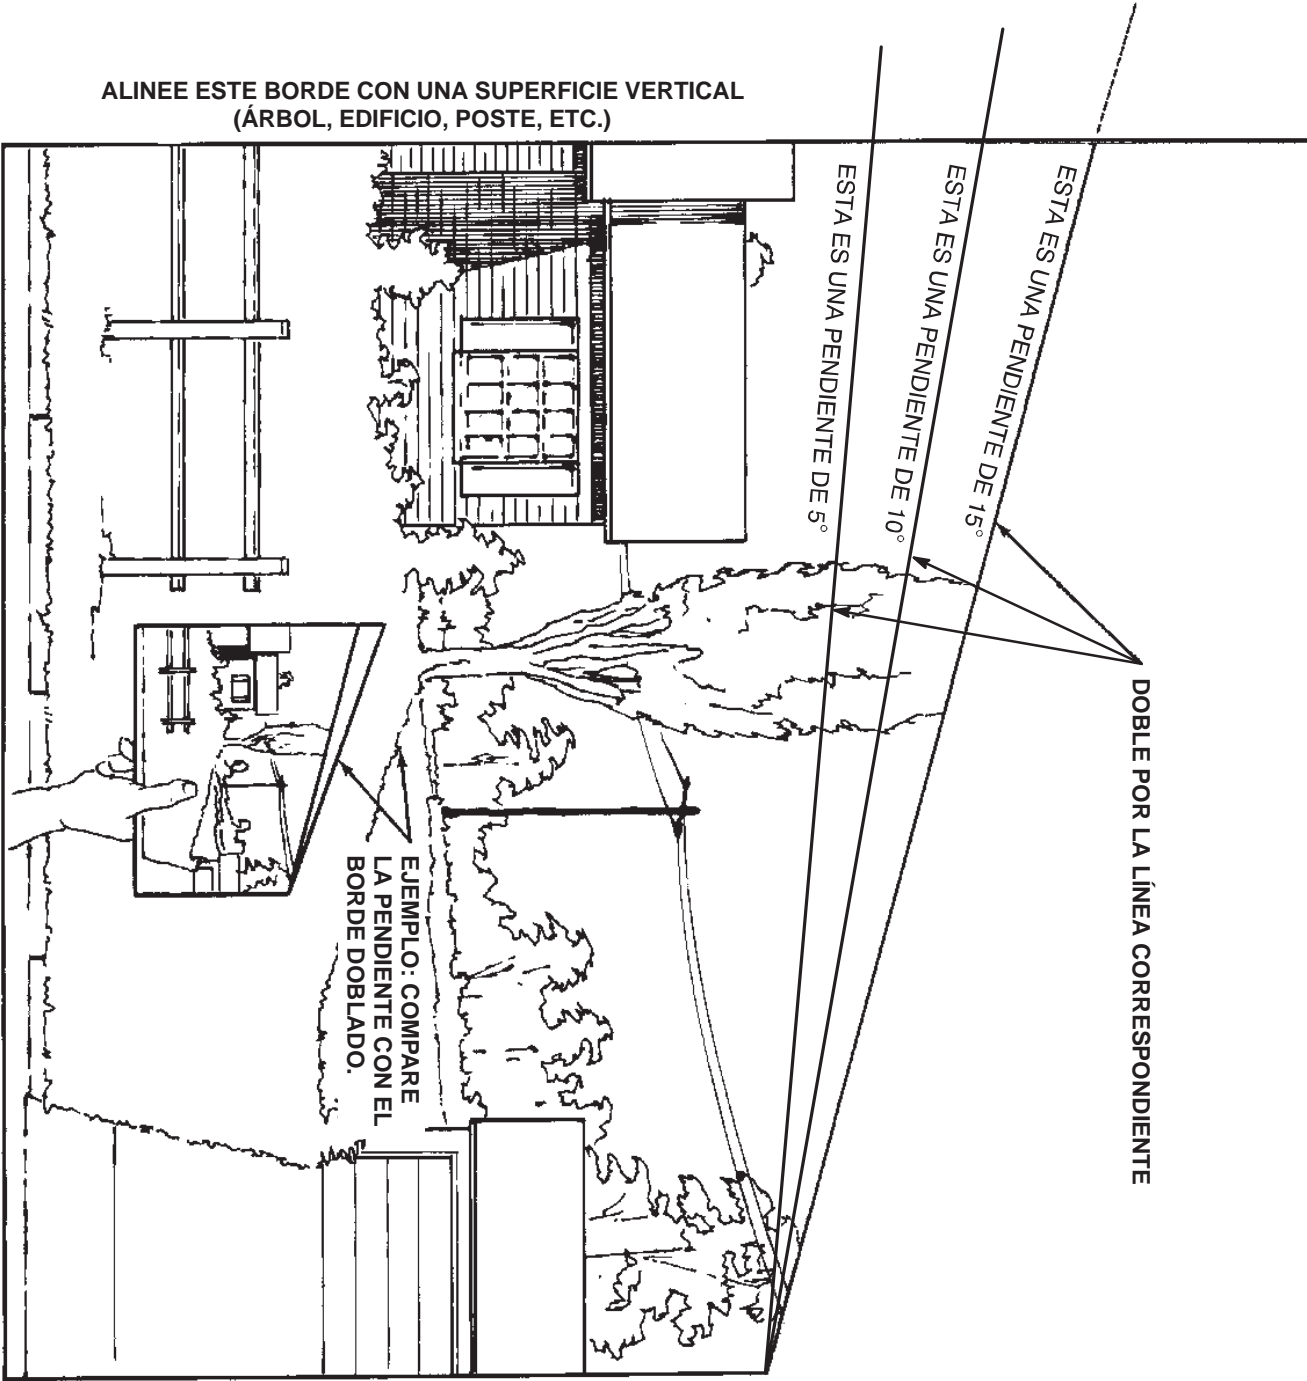 ALINEE ESTE BORDE CON UNA SUPERFICIE VERTICAL
(ÁRBOL, EDIFICIO, POSTE, ETC.)
ESTA ES UNA PENDIENTE DE 15°
ESTA ES UNA PENDIENTE DE 10°
ESTA ES UNA PENDIENTE DE 5°
DOBLE POR LA LÍNEA CORRESPONDIENTE
EJEMPLO: COMPARE
LA PENDIENTE CON EL
BORDE DOBLADO.